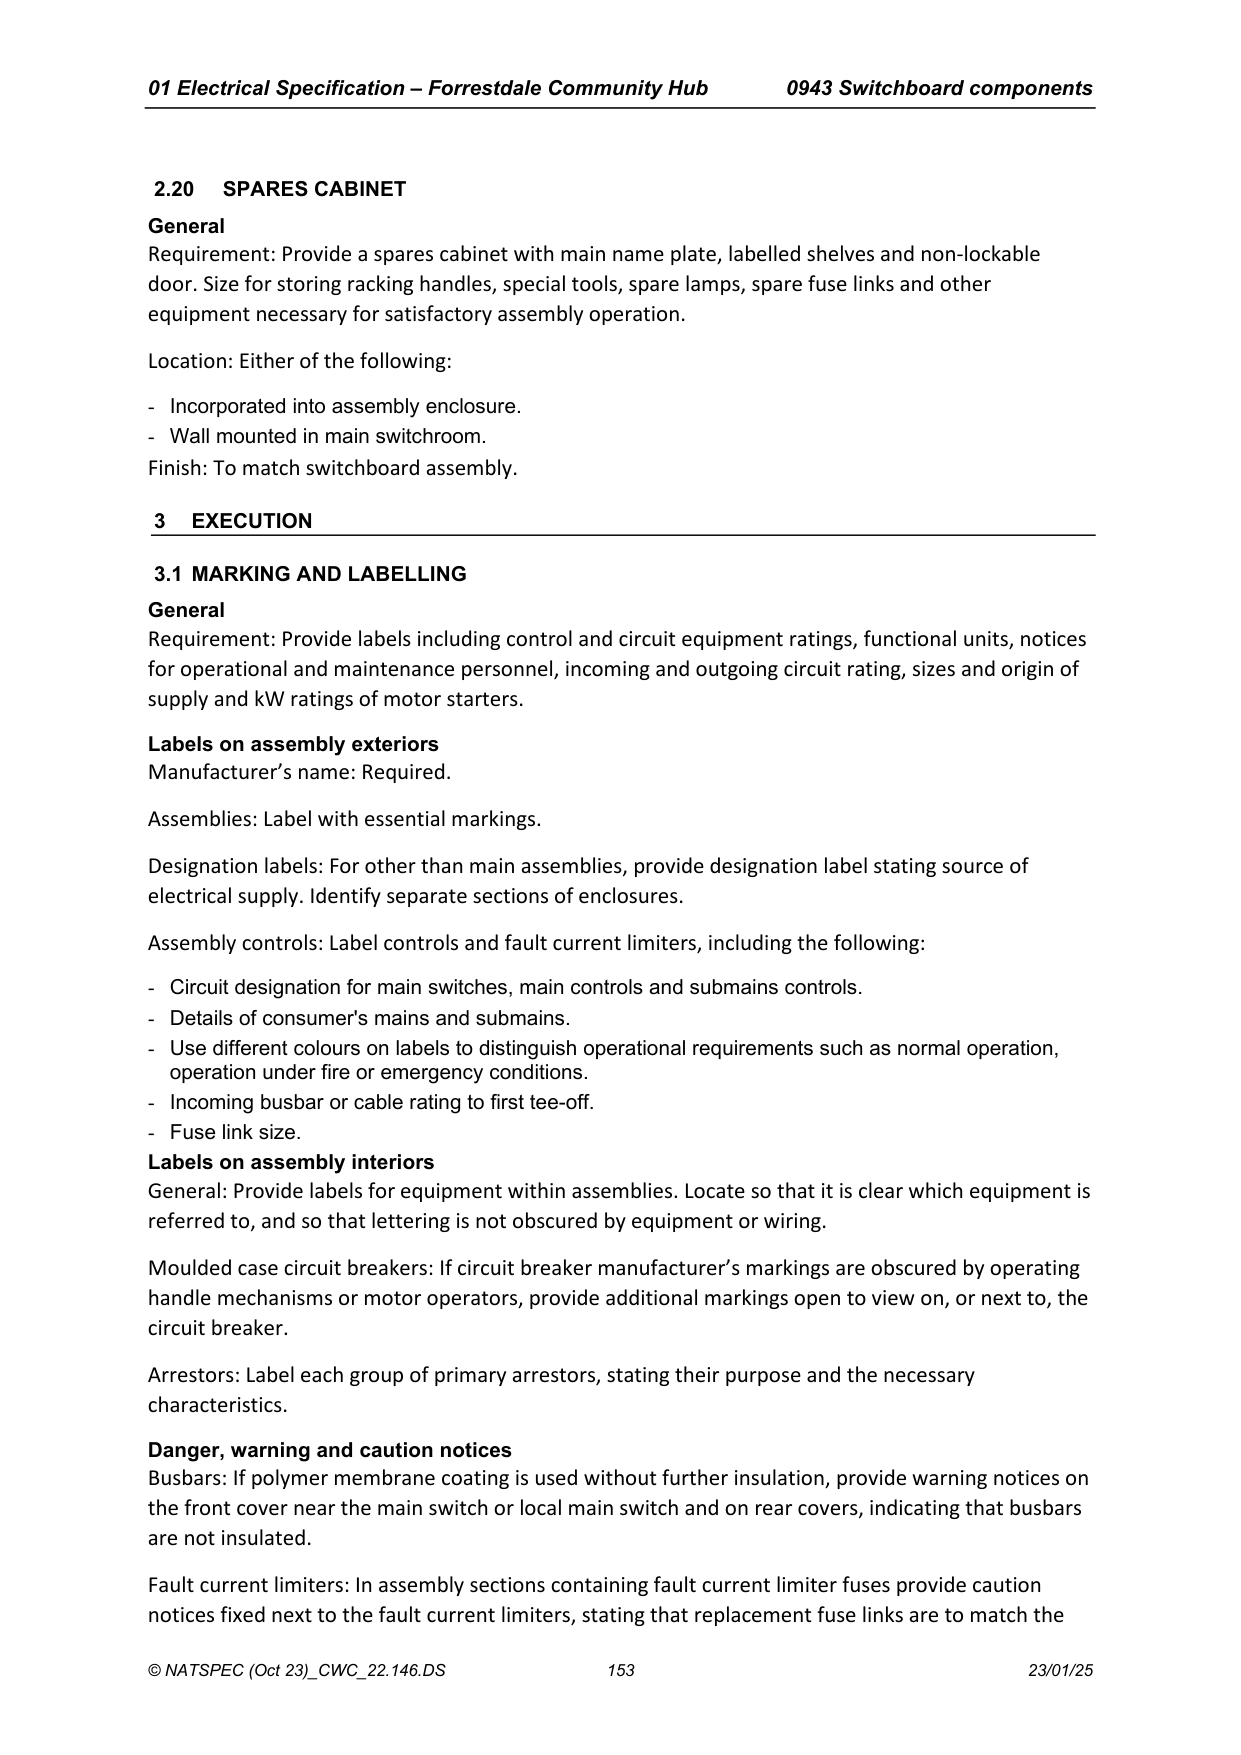 01 Electrical Specification – Forrestdale Community Hub 0943 Switchboard components
2.20 SPARES CABINET
General
Requirement: Provide a spares cabinet with main name plate, labelled shelves and non-lockable
door. Size for storing racking handles, special tools, spare lamps, spare fuse links and other
equipment necessary for satisfactory assembly operation.
Location: Either of the following:
- Incorporated into assembly enclosure.
- Wall mounted in main switchroom.
Finish: To match switchboard assembly.
3 EXECUTION
3.1 MARKING AND LABELLING
General
Requirement: Provide labels including control and circuit equipment ratings, functional units, notices
for operational and maintenance personnel, incoming and outgoing circuit rating, sizes and origin of
supply and kW ratings of motor starters.
Labels on assembly exteriors
Manufacturer’s name: Required.
Assemblies: Label with essential markings.
Designation labels: For other than main assemblies, provide designation label stating source of
electrical supply. Identify separate sections of enclosures.
Assembly controls: Label controls and fault current limiters, including the following:
- Circuit designation for main switches, main controls and submains controls.
- Details of consumer's mains and submains.
- Use different colours on labels to distinguish operational requirements such as normal operation,
operation under fire or emergency conditions.
- Incoming busbar or cable rating to first tee-off.
- Fuse link size.
Labels on assembly interiors
General: Provide labels for equipment within assemblies. Locate so that it is clear which equipment is
referred to, and so that lettering is not obscured by equipment or wiring.
Moulded case circuit breakers: If circuit breaker manufacturer’s markings are obscured by operating
handle mechanisms or motor operators, provide additional markings open to view on, or next to, the
circuit breaker.
Arrestors: Label each group of primary arrestors, stating their purpose and the necessary
characteristics.
Danger, warning and caution notices
Busbars: If polymer membrane coating is used without further insulation, provide warning notices on
the front cover near the main switch or local main switch and on rear covers, indicating that busbars
are not insulated.
Fault current limiters: In assembly sections containing fault current limiter fuses provide caution
notices fixed next to the fault current limiters, stating that replacement fuse links are to match the
© NATSPEC (Oct 23)_CWC_22.146.DS 153 23/01/25